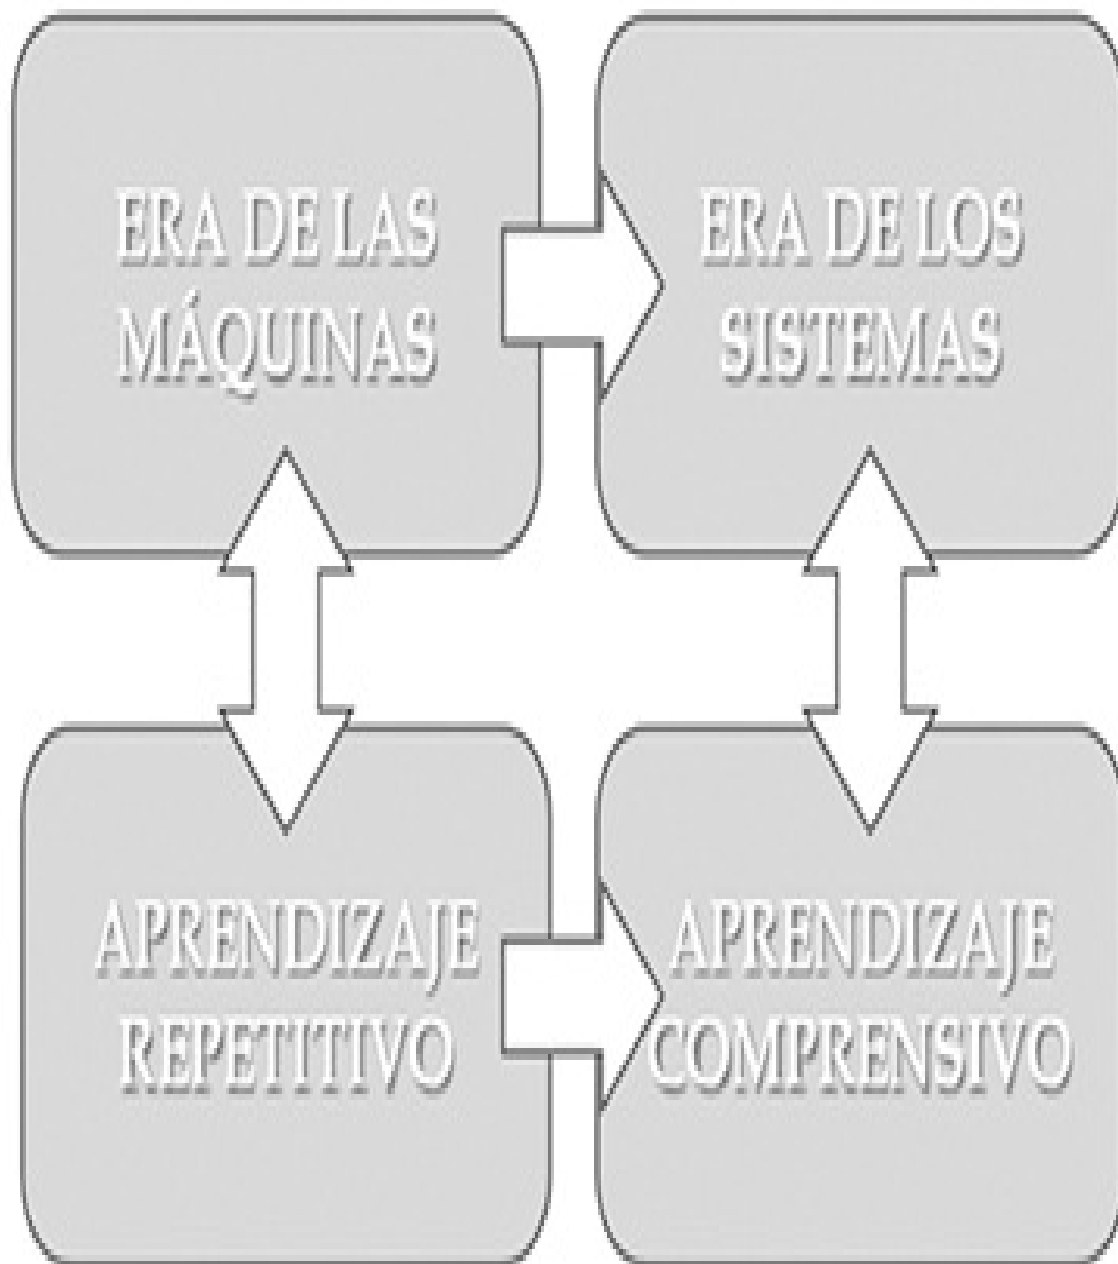 ERA DE LAS
MÁQUINAS
ERA DE LOS
SISTEMAS
APRENDIZAJE
REPETITIVO
APRENDIZAJE
COMPRENSIVO